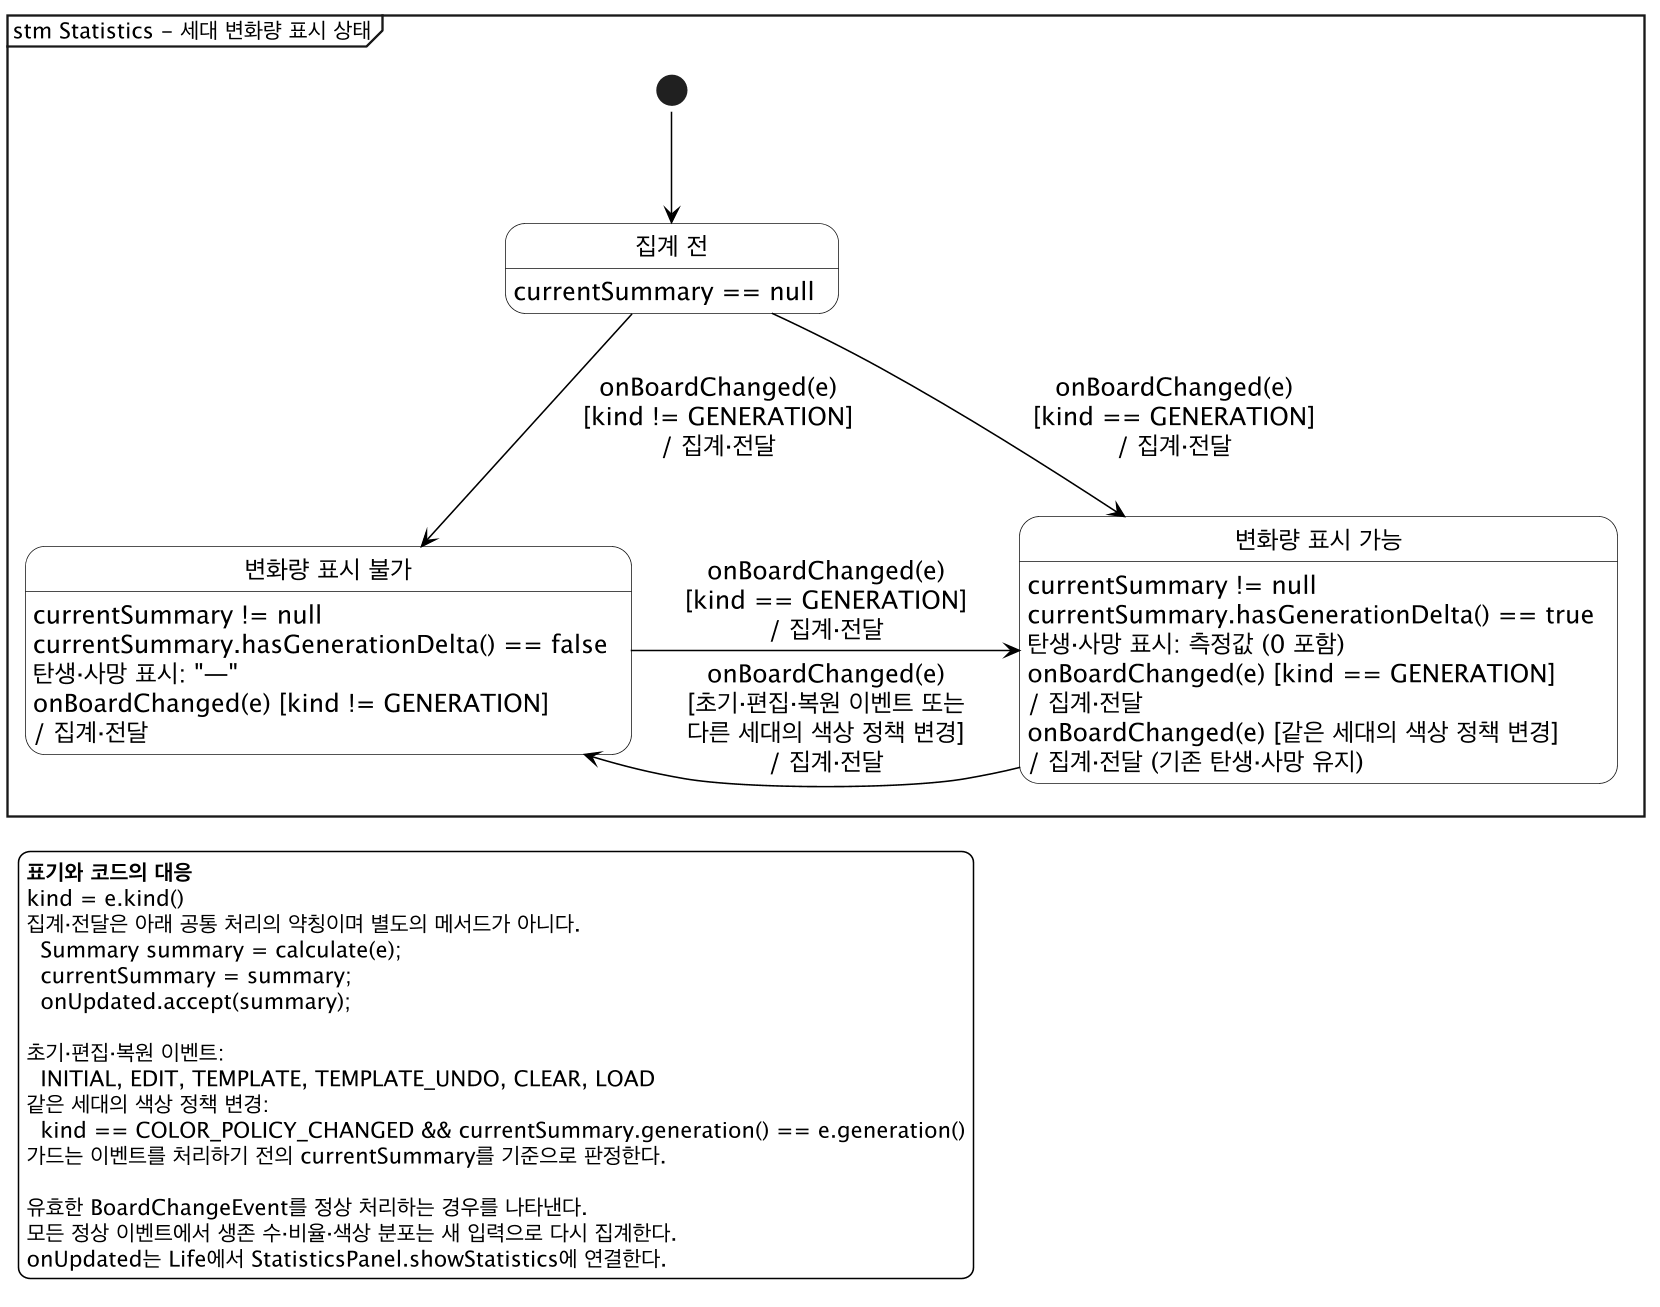 stm Statistics - 세대 변화량 표시 상태
집계 전
currentSummary == null
onBoardChanged(e)
[kind != GENERATION]
/ 집계·전달
onBoardChanged(e)
[kind == GENERATION]
/ 집계·전달
변화량 표시 불가
currentSummary != null
currentSummary.hasGenerationDelta() == false
탄생·사망 표시: "—"
onBoardChanged(e) [kind != GENERATION]
/ 집계·전달
onBoardChanged(e)
[kind == GENERATION]
/ 집계·전달
onBoardChanged(e)
[초기·편집·복원 이벤트 또는
다른 세대의 색상 정책 변경]
/ 집계·전달
변화량 표시 가능
currentSummary != null
currentSummary.hasGenerationDelta() == true
탄생·사망 표시: 측정값 (0 포함)
onBoardChanged(e) [kind == GENERATION]
/ 집계·전달
onBoardChanged(e) [같은 세대의 색상 정책 변경]
/ 집계·전달 (기존 탄생·사망 유지)
표기와 코드의 대응
kind = e.kind()
집계·전달은 아래 공통 처리의 약칭이며 별도의 메서드가 아니다.
Summary summary = calculate(e);
currentSummary = summary;
onUpdated.accept(summary);
초기·편집·복원 이벤트:
INITIAL, EDIT, TEMPLATE, TEMPLATE_UNDO, CLEAR, LOAD
같은 세대의 색상 정책 변경:
kind == COLOR_POLICY_CHANGED && currentSummary.generation() == e.generation()
가드는 이벤트를 처리하기 전의 currentSummary를 기준으로 판정한다.
유효한 BoardChangeEvent를 정상 처리하는 경우를 나타낸다.
모든 정상 이벤트에서 생존 수·비율·색상 분포는 새 입력으로 다시 집계한다.
onUpdated는 Life에서 StatisticsPanel.showStatistics에 연결한다.